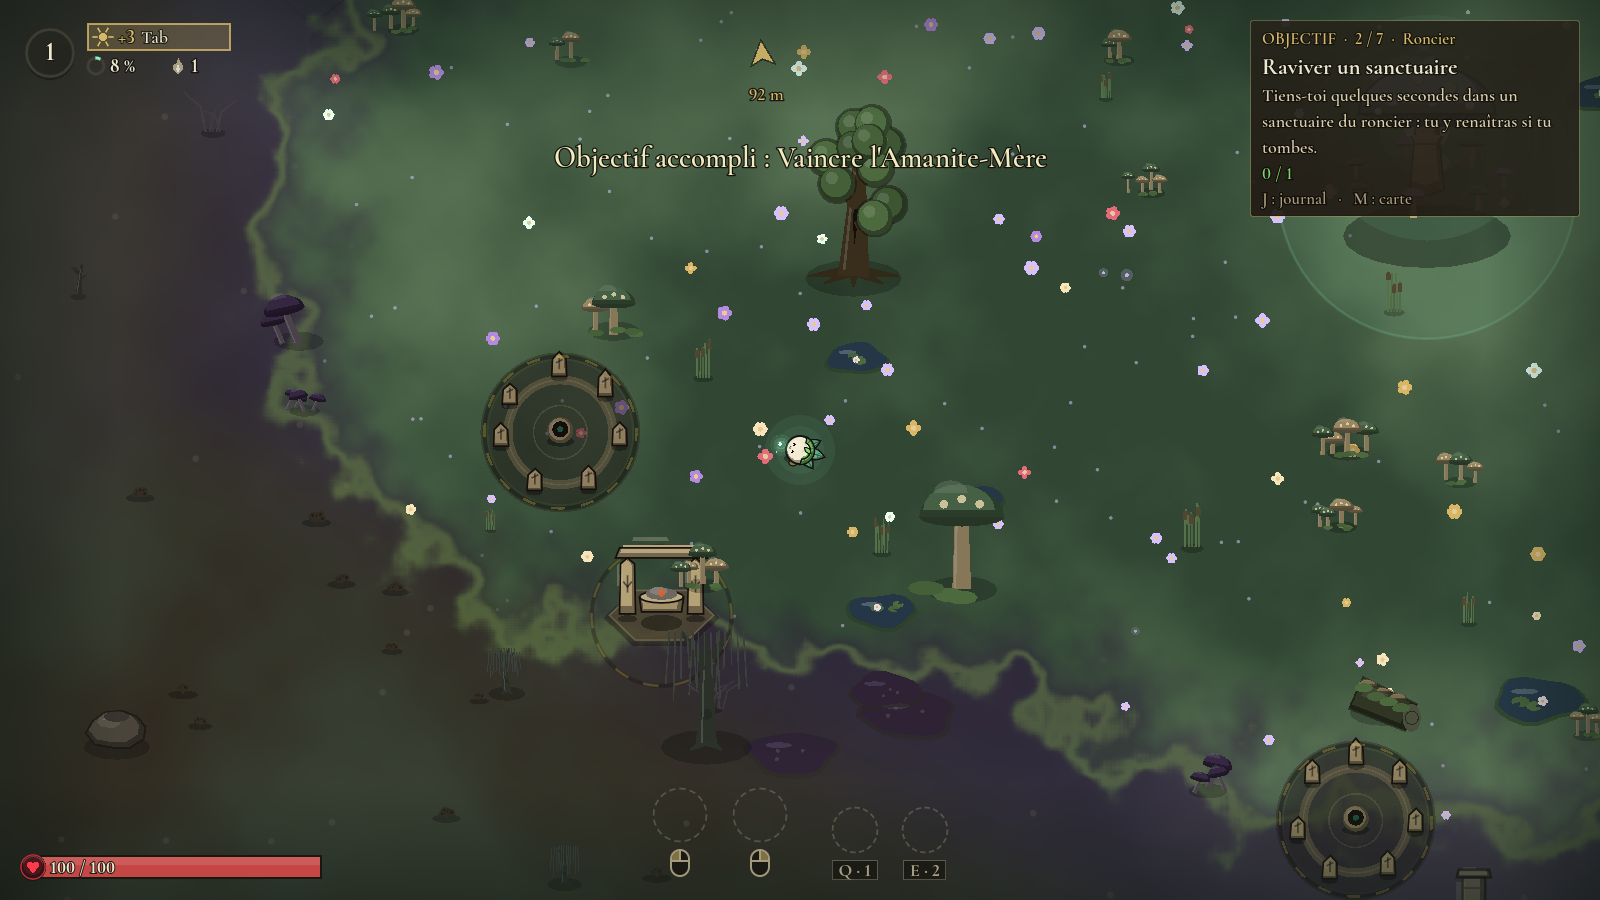 1
+3 Tab
8 %
1
92 m
Objectif accompli : Vaincre l'Amanite-Mère
OBJECTIF · 2 / 7 · Roncier
Raviver un sanctuaire
Tiens-toi quelques secondes dans un
sanctuaire du roncier : tu y renaîtras si tu
tombes.
0 / 1
J : journal · M : carte
100 / 100
Q · 1
E · 2